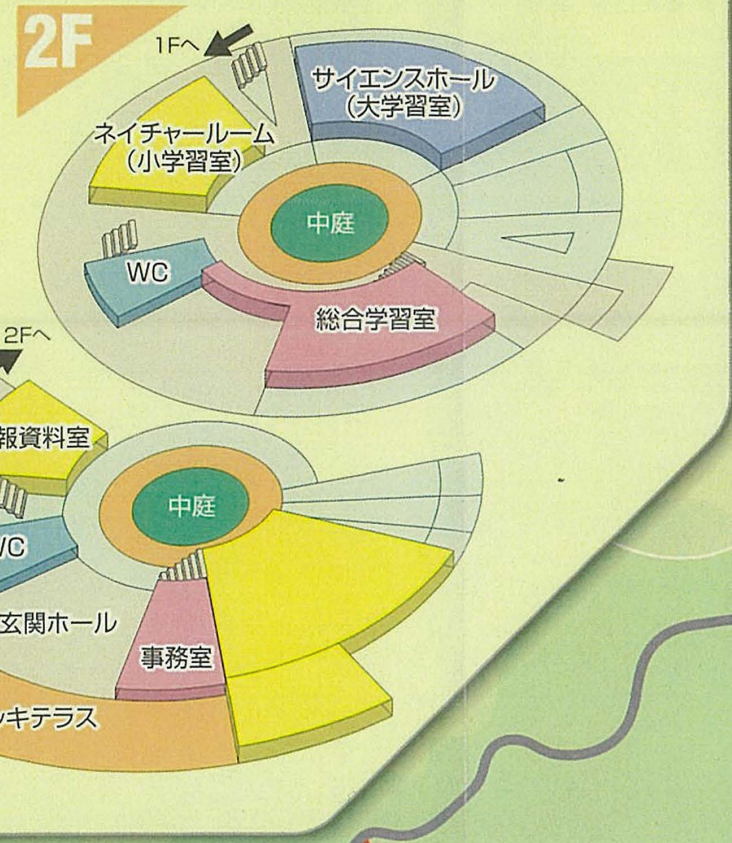 2F
1Fへ
サイエンスホール
（大学習室）
ネイチャールーム
（小学習室）
中庭
WC
総合学習室
2Fへ
報資料室
中庭
WC
玄関ホール
事務室
キテラス